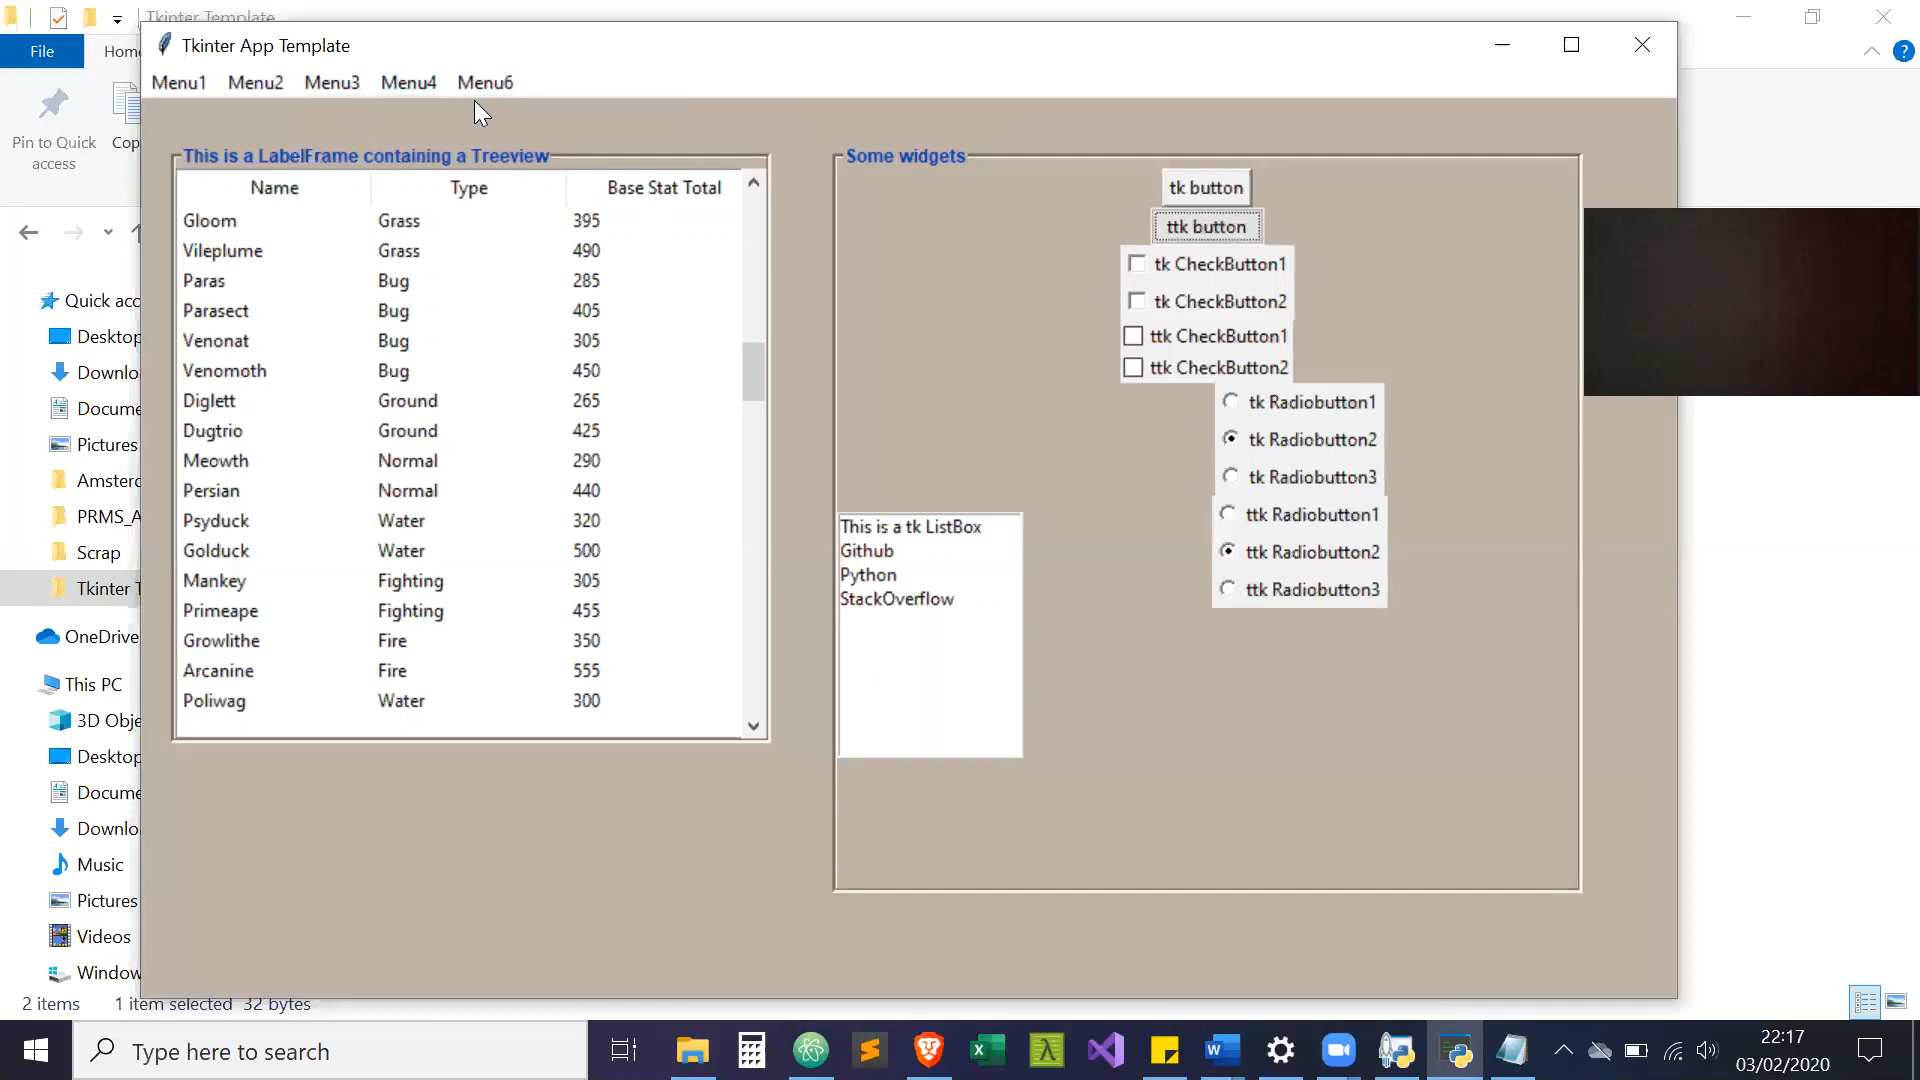 Tkinter Template
File
Home
Pin to Quick
access
Quick acc
Desktop
Downlo
Docume
Pictures
Amsterd
PRMS_A
Scrap
Tkinter T
OneDrive
This PC
3D Obje
Desktop
Docume
Downlo
Music
Pictures
Videos
Window
2 items 1 item selected 32 bytes
Tkinter App Template
Menu1 Menu2 Menu3 Menu4 Menu6
This is a LabelFrame containing a Treeview
Name Type Base Stat Total
Gloom Grass 395
Vileplume Grass 490
Paras Bug 285
Parasect Bug 405
Venonat Bug 305
Venomoth Bug 450
Diglett Ground 265
Dugtrio Ground 425
Meowth Normal 290
Persian Normal 440
Psyduck Water 320
Golduck Water 500
Mankey Fighting 305
Primeape Fighting 455
Growlithe Fire 350
Arcanine Fire 555
Poliwag Water 300
Some widgets
tk button
ttk button
tk CheckButton1
tk CheckButton2
ttk CheckButton1
ttk CheckButton2
tk Radiobutton1
tk Radiobutton2
tk Radiobutton3
ttk Radiobutton1
ttk Radiobutton2
ttk Radiobutton3
This is a tk ListBox
Github
Python
StackOverflow
Type here to search
22:17
03/02/2020